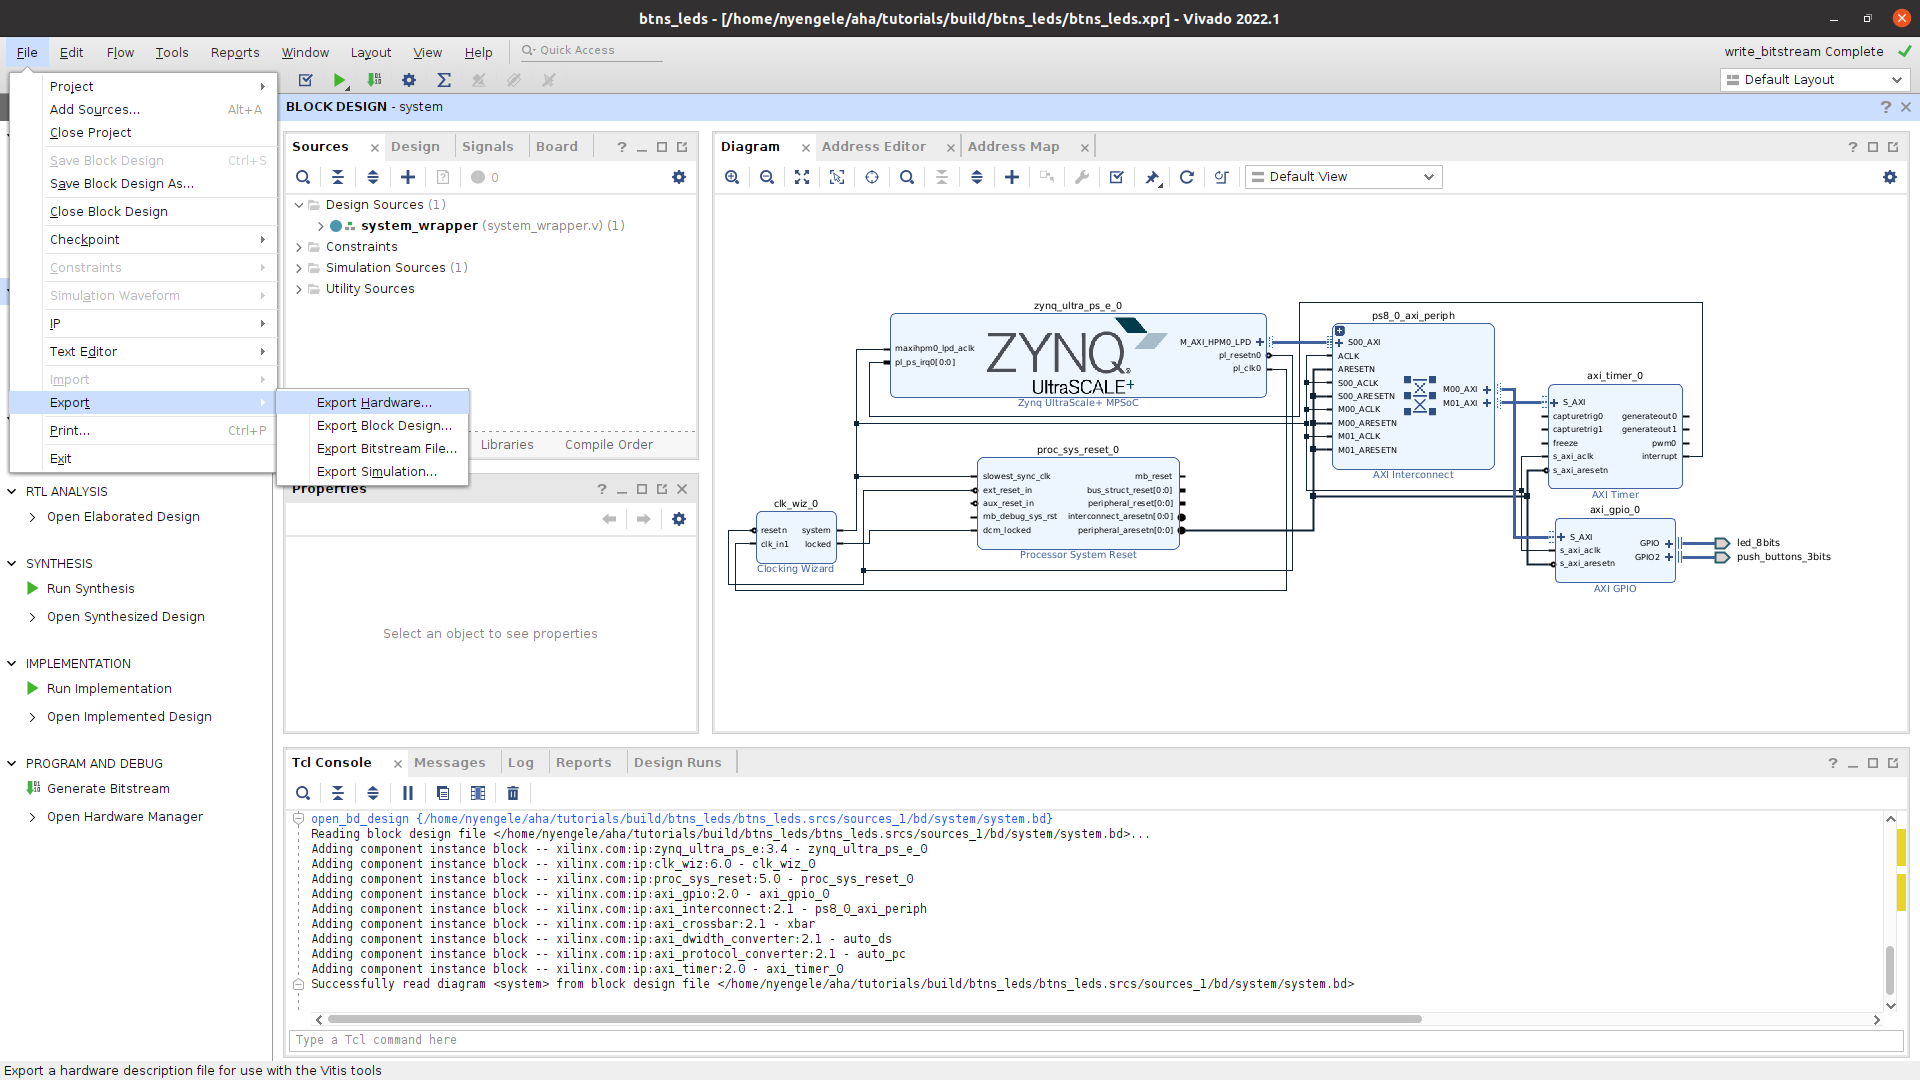 btns_leds - [/home/nyengele/aha/tutorials/build/btns_leds/btns_leds.xpr] - Vivado 2022.1
File Edit Flow Tools Reports Window Layout View Help Quick Access
write_bitstream Complete
Default Layout
Project
Add Sources... Alt+A
Close Project
Save Block Design Ctrl+S
Save Block Design As...
Close Block Design
Checkpoint
Constraints
Simulation Waveform
IP
Text Editor
Import
Export
Print... Ctrl+P
Exit
Export Hardware...
Export Block Design...
Export Bitstream File...
Export Simulation...
RTL ANALYSIS
Open Elaborated Design
SYNTHESIS
Run Synthesis
Open Synthesized Design
IMPLEMENTATION
Run Implementation
Open Implemented Design
PROGRAM AND DEBUG
Generate Bitstream
Open Hardware Manager
BLOCK DESIGN - system
Sources Design Signals Board
0
Design Sources (1)
system_wrapper (system_wrapper.v) (1)
Constraints
Simulation Sources (1)
Utility Sources
Libraries Compile Order
Properties
Select an object to see properties
Diagram Address Editor Address Map
Default View
zynq_ultra_ps_e_0
maxihpm0_lpd_aclk
pl_ps_irq0[0:0]
ZYNQ
UltraSCALE+
M_AXI_HPM0_LPD
pl_resetn0
pl_clk0
Zynq UltraScale+ MPSoC
ps8_0_axi_periph
S00_AXI
ACLK
ARESETN
S00_ACLK
S00_ARESETN
M00_ACLK
M00_ARESETN
M01_ACLK
M01_ARESETN
M00_AXI
M01_AXI
AXI Interconnect
axi_timer_0
S_AXI
capturetrig0
capturetrig1
freeze
s_axi_aclk
s_axi_aresetn
generateout0
generateout1
pwm0
interrupt
AXI Timer
proc_sys_reset_0
slowest_sync_clk
ext_reset_in
aux_reset_in
mb_debug_sys_rst
dcm_locked
mb_reset
bus_struct_reset[0:0]
peripheral_reset[0:0]
interconnect_aresetn[0:0]
peripheral_aresetn[0:0]
Processor System Reset
clk_wiz_0
resetn
clk_in1
system
locked
Clocking Wizard
axi_gpio_0
S_AXI
s_axi_aclk
s_axi_aresetn
GPIO
GPIO2
AXI GPIO
led_8bits
push_buttons_3bits
Tcl Console Messages Log Reports Design Runs
open_bd_design {/home/nyengele/aha/tutorials/build/btns_leds/btns_leds.srcs/sources_1/bd/system/system.bd}
Reading block design file </home/nyengele/aha/tutorials/build/btns_leds/btns_leds.srcs/sources_1/bd/system/system.bd>...
Adding component instance block -- xilinx.com:ip:zynq_ultra_ps_e:3.4 - zynq_ultra_ps_e_0
Adding component instance block -- xilinx.com:ip:clk_wiz:6.0 - clk_wiz_0
Adding component instance block -- xilinx.com:ip:proc_sys_reset:5.0 - proc_sys_reset_0
Adding component instance block -- xilinx.com:ip:axi_gpio:2.0 - axi_gpio_0
Adding component instance block -- xilinx.com:ip:axi_interconnect:2.1 - ps8_0_axi_periph
Adding component instance block -- xilinx.com:ip:axi_crossbar:2.1 - xbar
Adding component instance block -- xilinx.com:ip:axi_dwidth_converter:2.1 - auto_ds
Adding component instance block -- xilinx.com:ip:axi_protocol_converter:2.1 - auto_pc
Adding component instance block -- xilinx.com:ip:axi_timer:2.0 - axi_timer_0
Successfully read diagram <system> from block design file </home/nyengele/aha/tutorials/build/btns_leds/btns_leds.srcs/sources_1/bd/system/system.bd>
Type a Tcl command here
Export a hardware description file for use with the Vitis tools